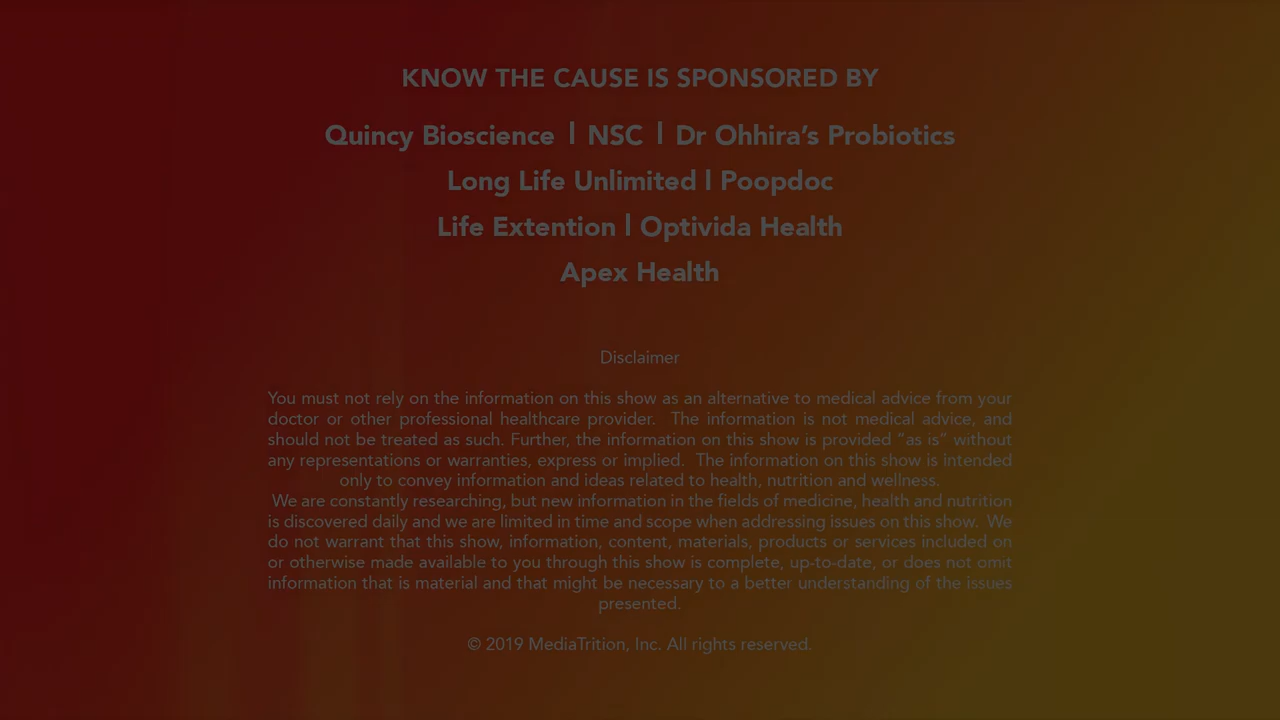 KNOW THE CAUSE IS SPONSORED BY
Quincy Bioscience | NSC | Dr Ohhira's Probiotics
Long Life Unlimited | Poopdoc
Life Extention | Optivida Health
Apex Health
Disclaimer
You must not rely on the information on this show as an alternative to medical advice from your
doctor or other professional healthcare provider. The information is not medical advice, and
should not be treated as such. Further, the information on this show is provided "as is" without
any representations or warranties, express or implied. The information on this show is intended
only to convey information and ideas related to health, nutrition and wellness.
We are constantly researching, but new information in the fields of medicine, health and nutrition
is discovered daily and we are limited in time and scope when addressing issues on this show. We
do not warrant that this show, information, content, materials, products or services included on
or otherwise made available to you through this show is complete, up-to-date, or does not omit
information that is material and that might be necessary to a better understanding of the issues
presented.
© 2019 MediaTrition, Inc. All rights reserved.